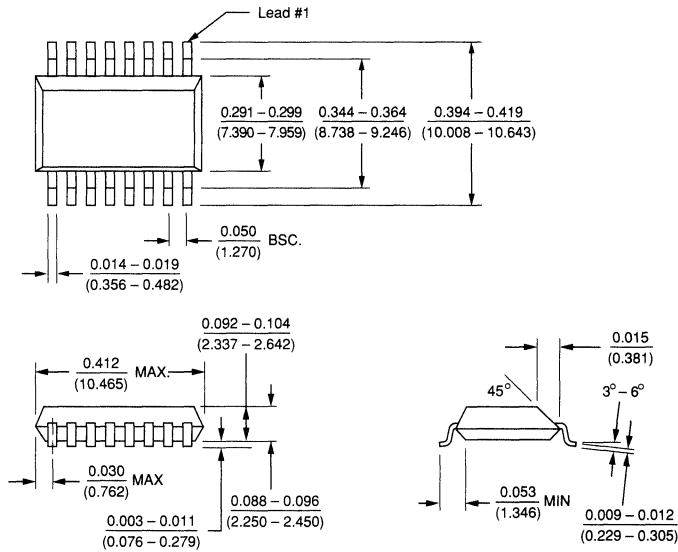 Lead #1
0.291 – 0.299
(7.390 – 7.959)
0.344 – 0.364
(8.738 – 9.246)
0.394 – 0.419
(10.008 – 10.643)
0.050
(1.270)
BSC.
0.014 – 0.019
(0.356 – 0.482)
0.092 – 0.104
(2.337 – 2.642)
0.412
(10.465)
MAX.
0.015
(0.381)
45°
3° – 6°
0.030
(0.762)
MAX
0.053
(1.346)
MIN
0.088 – 0.096
(2.250 – 2.450)
0.003 – 0.011
(0.076 – 0.279)
0.009 – 0.012
(0.229 – 0.305)